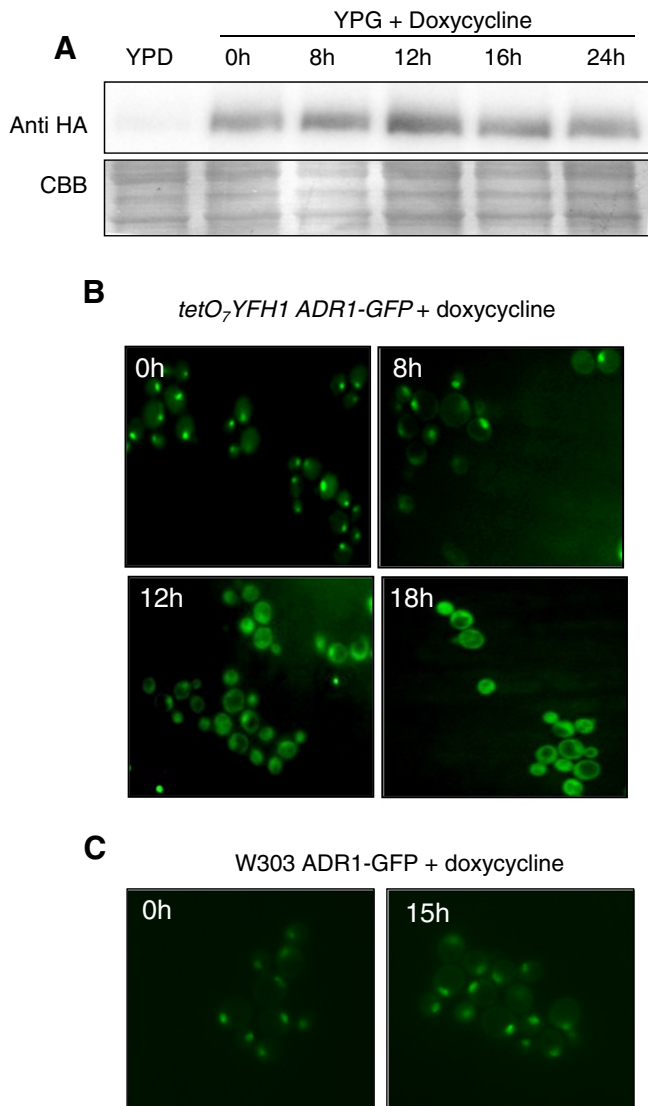 YPG + Doxycycline
A YPD 0h 8h 12h 16h 24h
Anti HA
CBB
B
tetO₇YFH1 ADR1-GFP + doxycycline
0h 8h
12h 18h
C
W303 ADR1-GFP + doxycycline
0h 15h